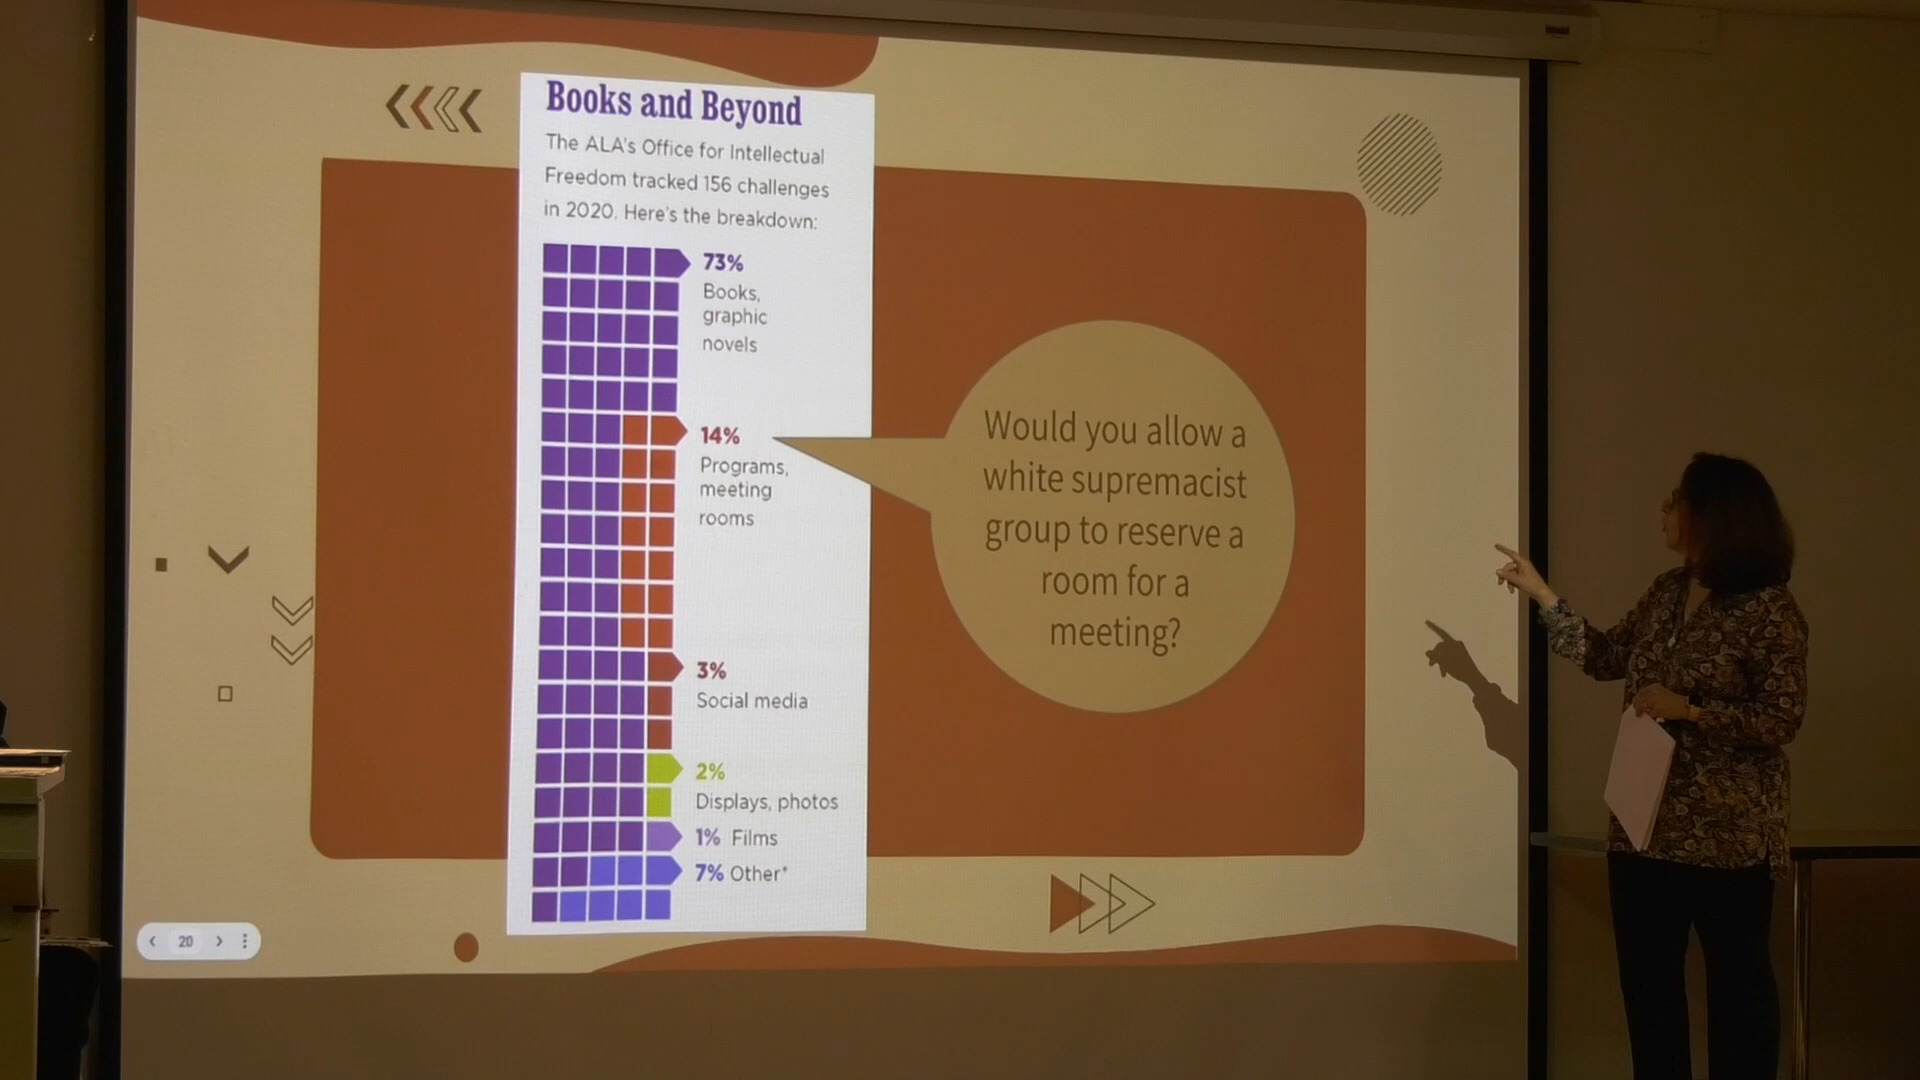 Books and Beyond
The ALA's Office for Intellectual
Freedom tracked 156 challenges
in 2020. Here's the breakdown:
73%
Books,
graphic
novels
14%
Programs,
meeting
rooms
3%
Social media
2%
Displays, photos
1% Films
7% Other*
Would you allow a
white supremacist
group to reserve a
room for a
meeting?
20